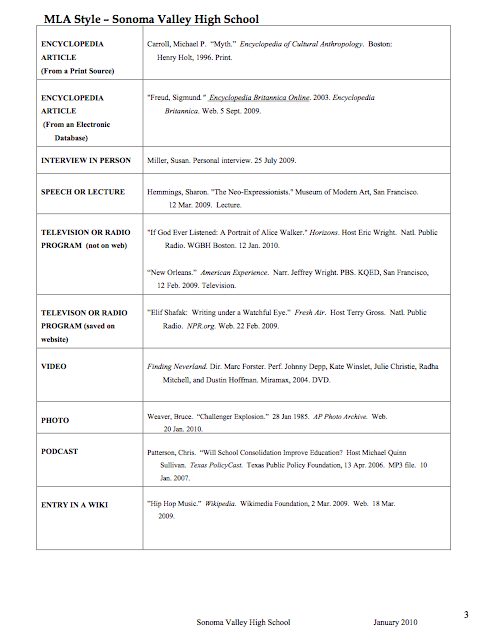 MLA Style – Sonoma Valley High School
ENCYCLOPEDIA
ARTICLE
(From a Print Source)
Carroll, Michael P. "Myth." Encyclopedia of Cultural Anthropology. Boston:
Henry Holt, 1996. Print.
ENCYCLOPEDIA
ARTICLE
(From an Electronic
Database)
"Freud, Sigmund." Encyclopedia Britannica Online. 2003. Encyclopedia
Britannica. Web. 5 Sept. 2009.
INTERVIEW IN PERSON
Miller, Susan. Personal interview. 25 July 2009.
SPEECH OR LECTURE
Hemmings, Sharon. "The Neo-Expressionists." Museum of Modern Art, San Francisco.
12 Mar. 2009. Lecture.
TELEVISION OR RADIO
PROGRAM (not on web)
"If God Ever Listened: A Portrait of Alice Walker." Horizons. Host Eric Wright. Natl. Public
Radio. WGBH Boston. 12 Jan. 2010.
"New Orleans." American Experience. Narr. Jeffrey Wright. PBS. KQED, San Francisco,
12 Feb. 2009. Television.
TELEVISON OR RADIO
PROGRAM (saved on
website)
"Elif Shafak: Writing under a Watchful Eye." Fresh Air. Host Terry Gross. Natl. Public
Radio. NPR.org. Web. 22 Feb. 2009.
VIDEO
Finding Neverland. Dir. Marc Forster. Perf. Johnny Depp, Kate Winslet, Julie Christie, Radha
Mitchell, and Dustin Hoffman. Miramax, 2004. DVD.
PHOTO
Weaver, Bruce. "Challenger Explosion." 28 Jan 1985. AP Photo Archive. Web.
20 Jan. 2010.
PODCAST
Patterson, Chris. "Will School Consolidation Improve Education? Host Michael Quinn
Sullivan. Texas PolicyCast. Texas Public Policy Foundation, 13 Apr. 2006. MP3 file. 10
Jan. 2007.
ENTRY IN A WIKI
"Hip Hop Music." Wikipedia. Wikimedia Foundation, 2 Mar. 2009. Web. 18 Mar.
2009.
3
Sonoma Valley High School January 2010